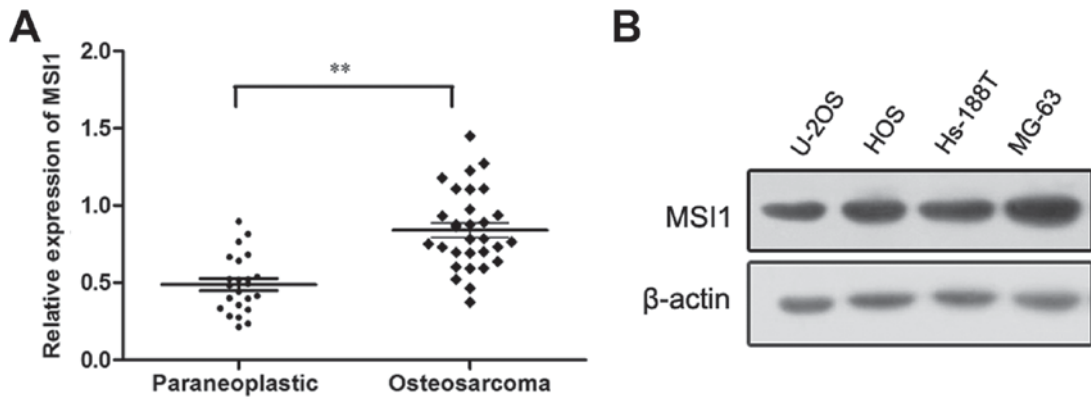 A
Relative expression of MSI1
2.0
1.5
1.0
0.5
0.0
**
Paraneoplastic
Osteosarcoma
B
U-2OS
HOS
Hs-188T
MG-63
MSI1
β-actin